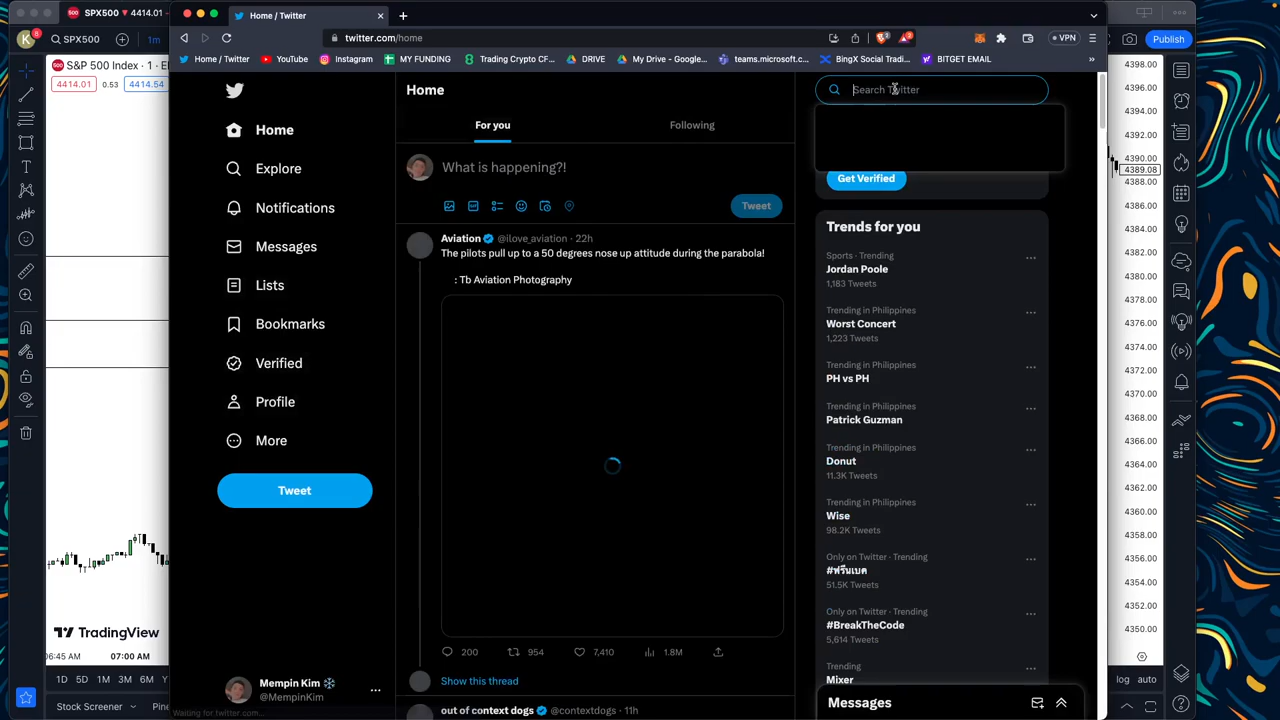 SPX500 ▼ 4414.01
Home / Twitter
K
8
SPX500
1m
twitter.com/home
VPN
Publish
Home / Twitter
YouTube
Instagram
MY FUNDING
Trading Crypto CF...
DRIVE
My Drive - Google...
teams.microsoft.c...
BingX Social Tradi...
BITGET EMAIL
»
S&P 500 Index · 1
4414.01
0.53
4414.54
Home
For you
Following
What is happening?!
Tweet
Home
Explore
Notifications
Messages
Lists
Bookmarks
Verified
Profile
More
Tweet
Mempin Kim
@MempinKim
Waiting for twitter.com...
Aviation @ilove_aviation · 22h
The pilots pull up to a 50 degrees nose up attitude during the parabola!
: Tb Aviation Photography
200
954
7,410
1.8M
Show this thread
out of context dogs @contextdogs · 11h
Search Twitter
Get Verified
Trends for you
Sports · Trending
Jordan Poole
1,183 Tweets
Trending in Philippines
Worst Concert
1,223 Tweets
Trending in Philippines
PH vs PH
Trending in Philippines
Patrick Guzman
Trending in Philippines
Donut
11.3K Tweets
Trending in Philippines
Wise
98.2K Tweets
Only on Twitter · Trending
#ฟรีนเบค
51.5K Tweets
Only on Twitter · Trending
#BreakTheCode
5,614 Tweets
Trending
Mixer
Messages
4398.00
4396.00
4394.00
4392.00
4390.00
4389.08
4388.00
4386.00
4384.00
4382.00
4380.00
4378.00
4376.00
4374.00
4372.00
4370.00
4368.00
4366.00
4364.00
4362.00
4360.00
4358.00
4356.00
4354.00
4352.00
4350.00
TradingView
06:45 AM
07:00 AM
1D
5D
1M
3M
6M
log
auto
Stock Screener